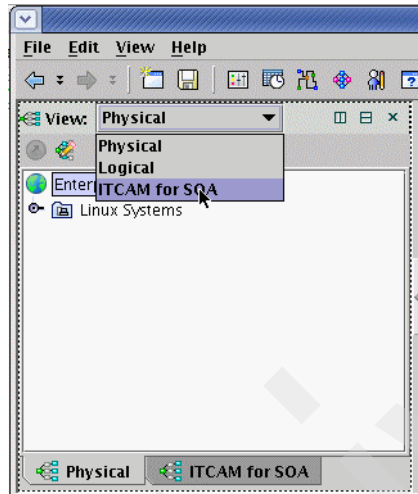 File Edit View Help
View: Physical
Physical
Logical
ITCAM for SOA
Enter
Linux Systems
Physical ITCAM for SOA